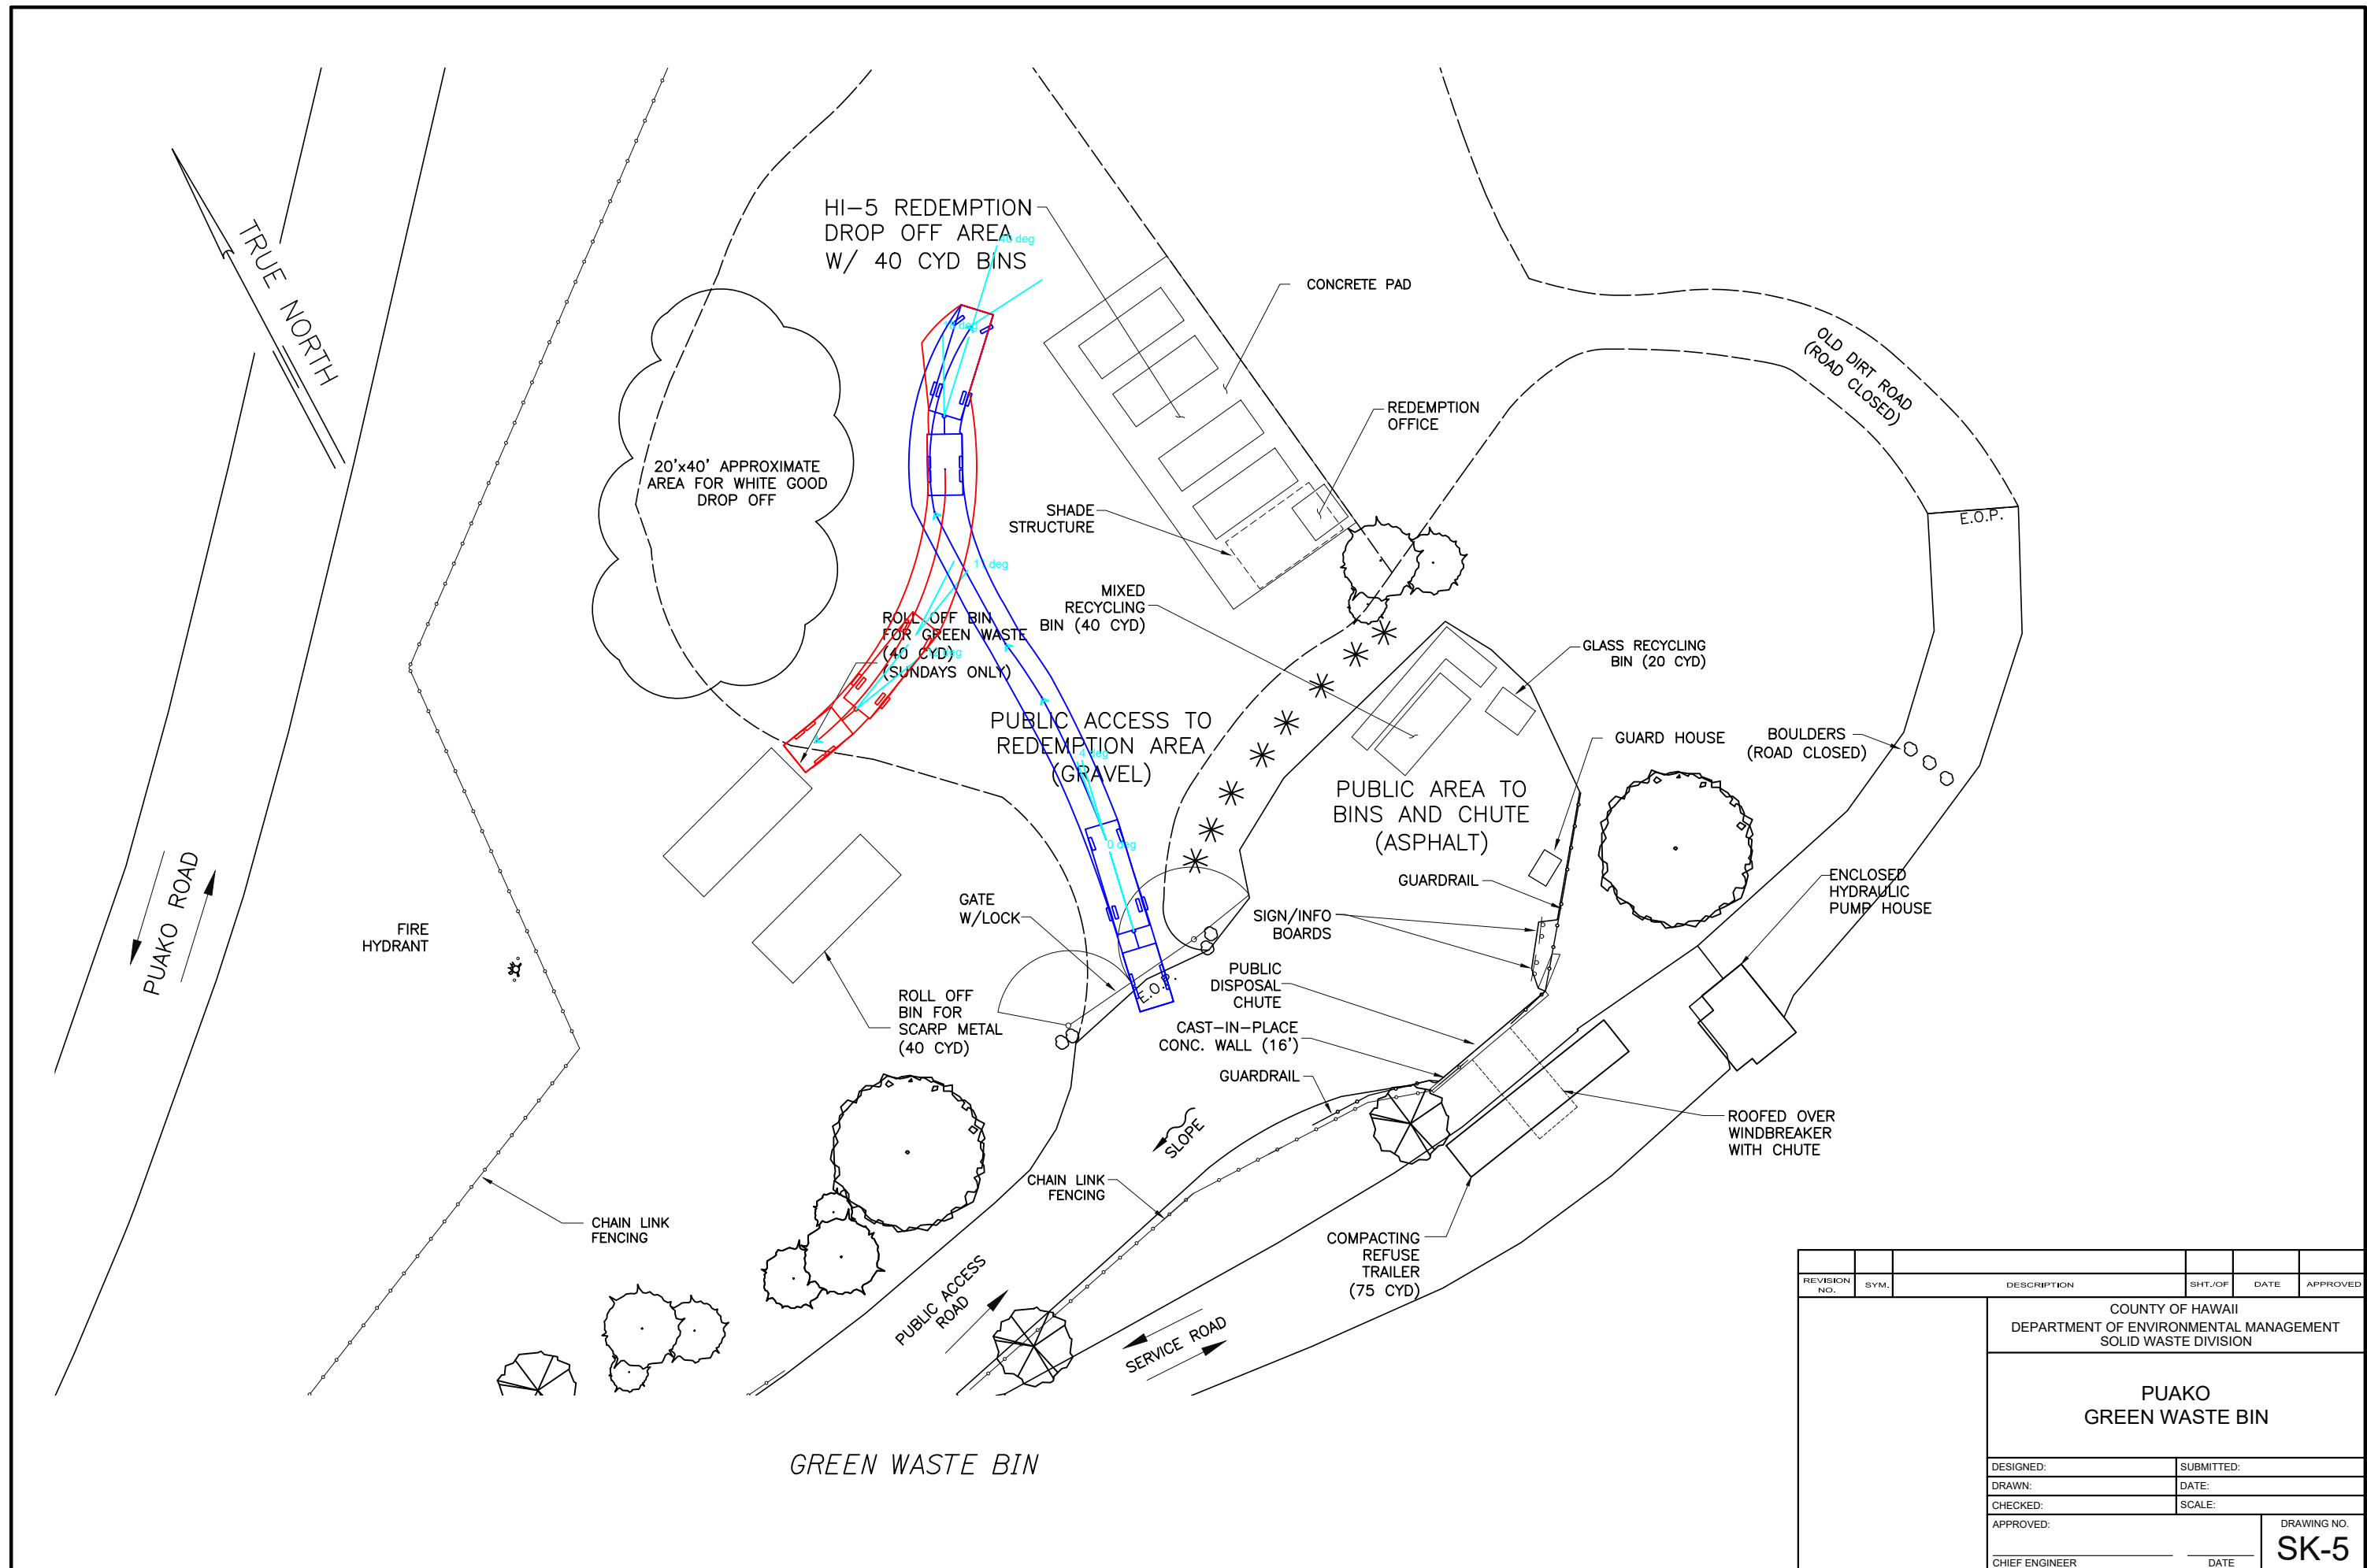 TRUE NORTH
HI-5 REDEMPTION
DROP OFF AREA
W/ 40 CYD BINS
40 deg
CONCRETE PAD
OLD DIRT ROAD
(ROAD CLOSED)
REDEMPTION
OFFICE
20'x40' APPROXIMATE
AREA FOR WHITE GOOD
DROP OFF
SHADE
STRUCTURE
E.O.P.
11 deg
MIXED
RECYCLING
BIN (40 CYD)
ROLL OFF BIN
FOR GREEN WASTE
(40 CYD)
(SUNDAYS ONLY)
GLASS RECYCLING
BIN (20 CYD)
PUBLIC ACCESS TO
REDEMPTION AREA
(GRAVEL)
4 deg
GUARD HOUSE
BOULDERS
(ROAD CLOSED)
PUBLIC AREA TO
BINS AND CHUTE
(ASPHALT)
0 deg
PUAKO ROAD
GUARDRAIL
ENCLOSED
HYDRAULIC
PUMP HOUSE
GATE
W/LOCK
SIGN/INFO
BOARDS
FIRE
HYDRANT
E.O.P.
PUBLIC
DISPOSAL
CHUTE
ROLL OFF
BIN FOR
SCARP METAL
(40 CYD)
CAST-IN-PLACE
CONC. WALL (16')
GUARDRAIL
SLOPE
ROOFED OVER
WINDBREAKER
WITH CHUTE
CHAIN LINK
FENCING
CHAIN LINK
FENCING
COMPACTING
REFUSE
TRAILER
(75 CYD)
PUBLIC ACCESS
ROAD
SERVICE ROAD
GREEN WASTE BIN
REVISION NO. SYM. DESCRIPTION SHT./OF DATE APPROVED
COUNTY OF HAWAII
DEPARTMENT OF ENVIRONMENTAL MANAGEMENT
SOLID WASTE DIVISION
PUAKO
GREEN WASTE BIN
DESIGNED: SUBMITTED:
DRAWN: DATE:
CHECKED: SCALE:
APPROVED: DRAWING NO.
SK-5
CHIEF ENGINEER DATE